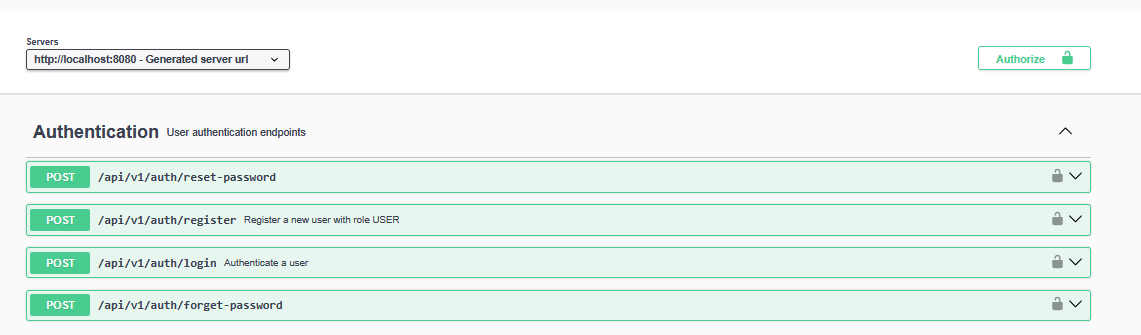 Servers
http://localhost:8080 - Generated server url
Authorize
Authentication User authentication endpoints
POST /api/v1/auth/reset-password
POST /api/v1/auth/register Register a new user with role USER
POST /api/v1/auth/login Authenticate a user
POST /api/v1/auth/forget-password